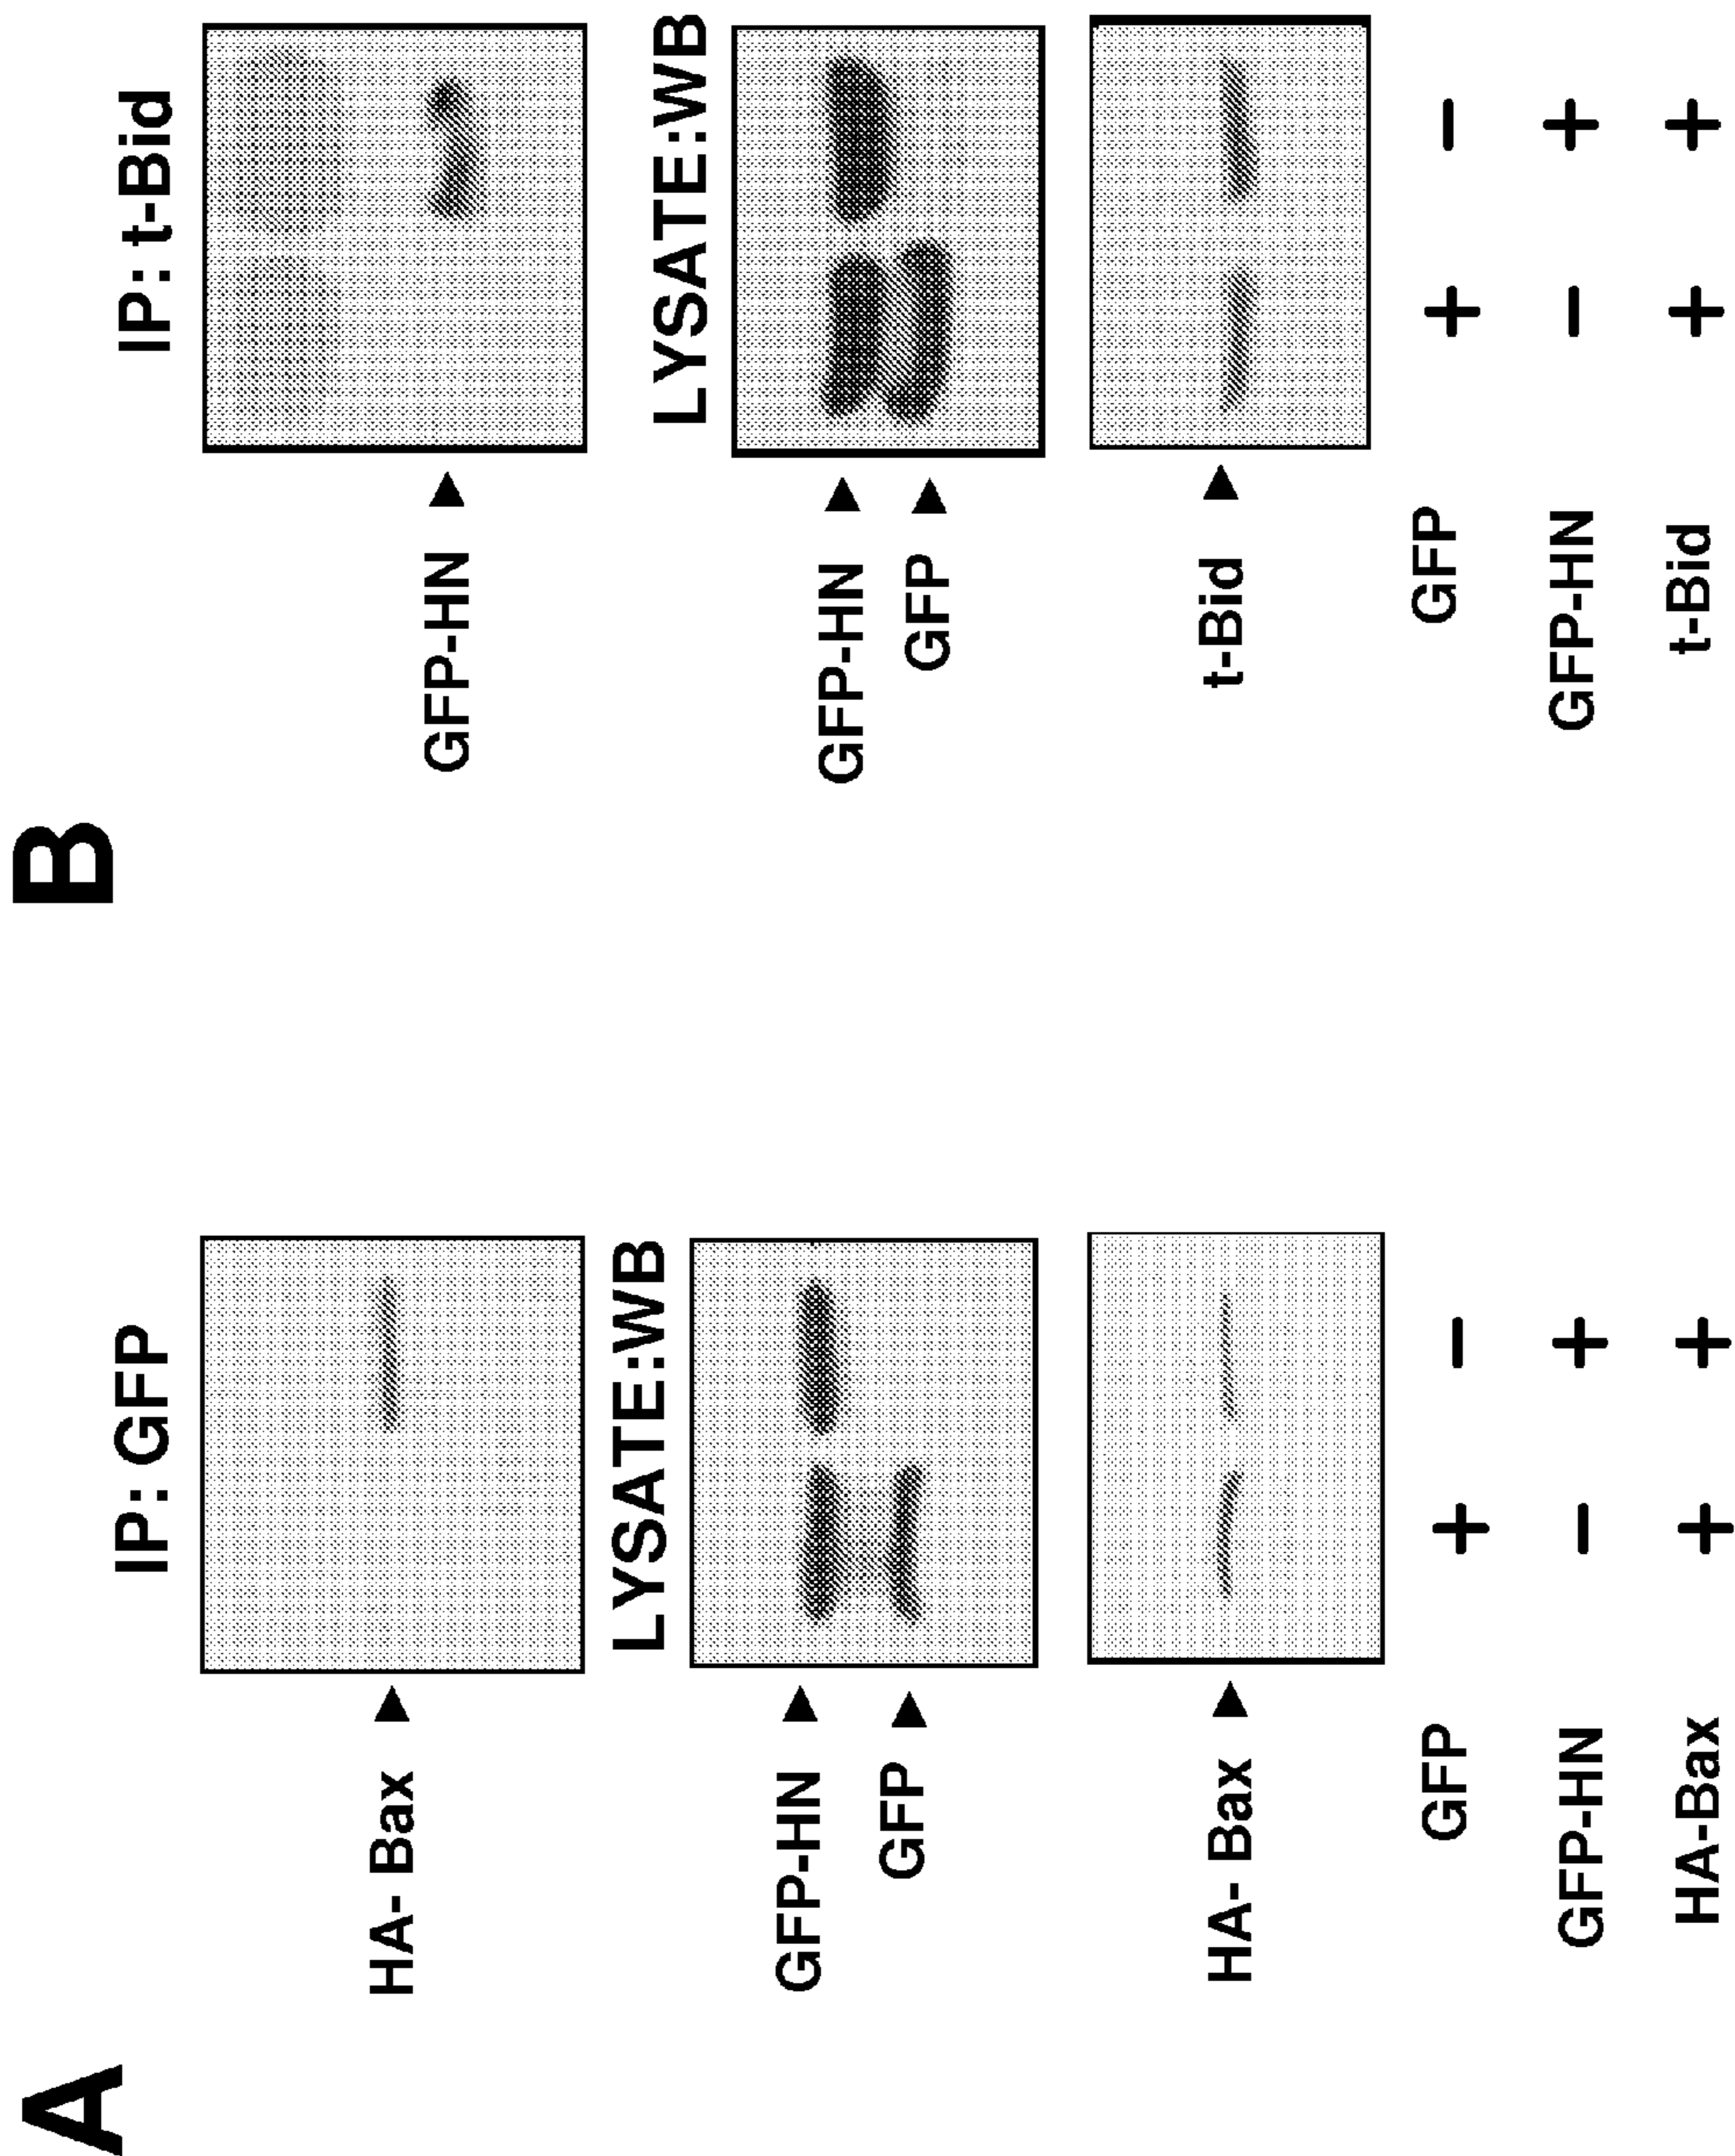 A
IP: GFP
HA- Bax
LYSATE:WB
GFP-HN
GFP
HA- Bax
GFP + −
GFP-HN − +
HA-Bax + +
B
IP: t-Bid
GFP-HN
LYSATE:WB
GFP-HN
GFP
t-Bid
GFP + −
GFP-HN − +
t-Bid + +